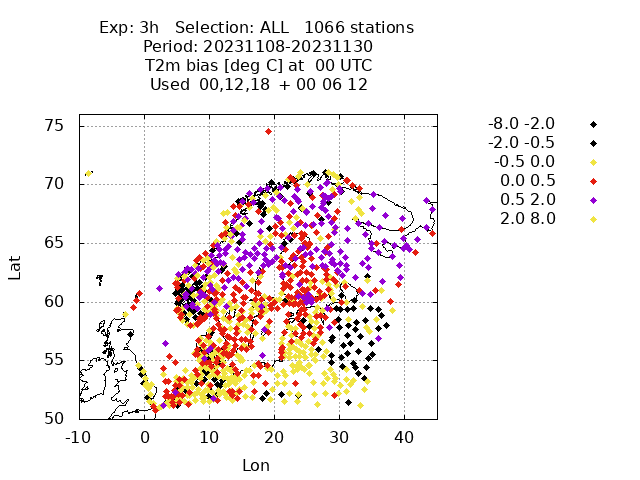 Exp: 3h   Selection: ALL   1066 stations
Period: 20231108-20231130
T2m bias [deg C] at  00 UTC
Used 00,12,18  + 00 06 12
-8.0 -2.0
-2.0 -0.5
-0.5 0.0
0.0 0.5
0.5 2.0
2.0 8.0
75
70
65
60
55
50
Lat
-10 0 10 20 30 40
Lon